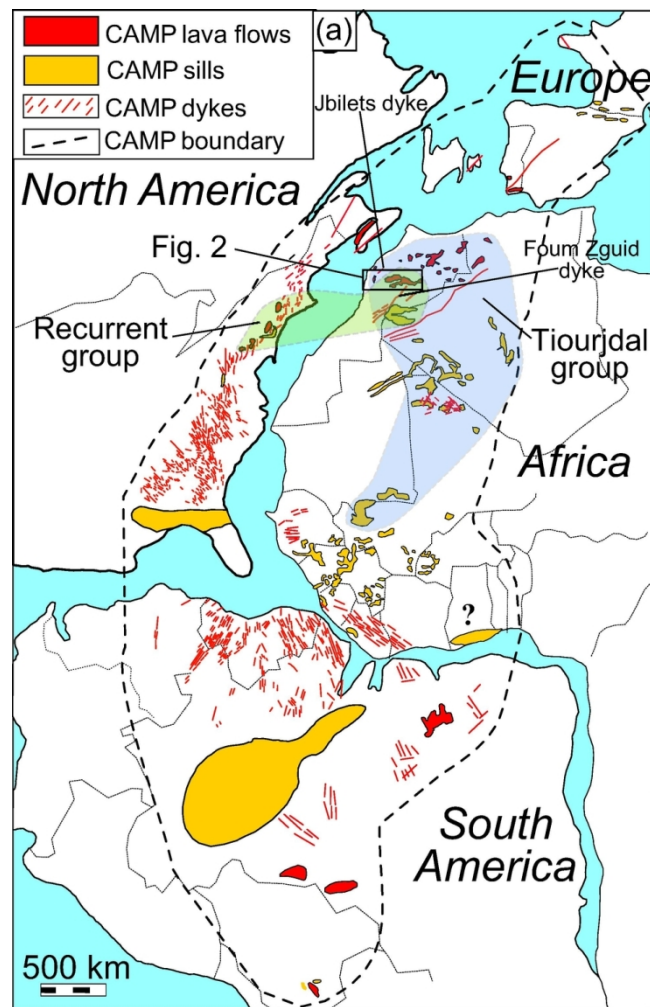 CAMP lava flows
CAMP sills
CAMP dykes
CAMP boundary
(a)
Europe
Jbilets dyke
North America
Fig. 2
Foum Zguid
dyke
Recurrent
group
Tiourjdal
group
Africa
?
South
America
500 km